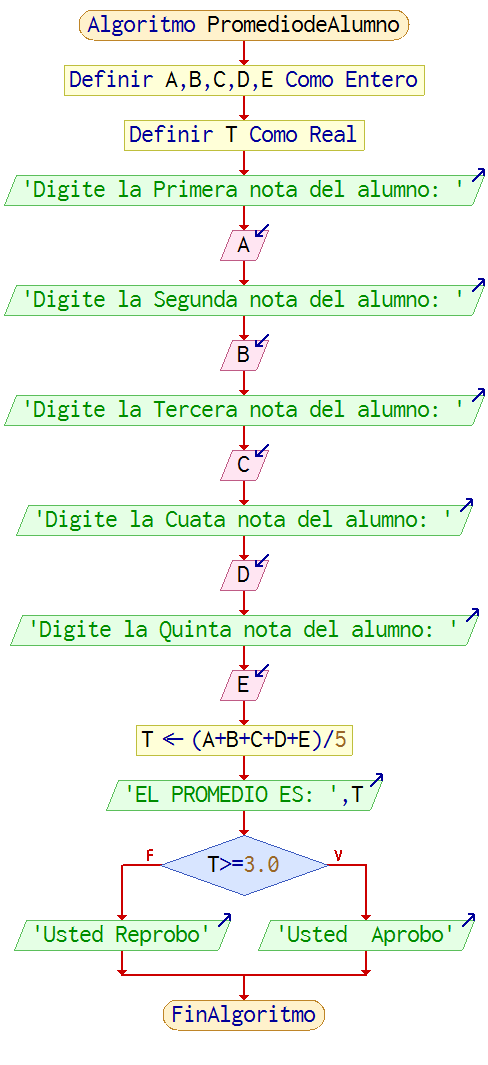 Algoritmo PromediodeAlumno
Definir A,B,C,D,E Como Entero
Definir T Como Real
'Digite la Primera nota del alumno: '
A
'Digite la Segunda nota del alumno: '
B
'Digite la Tercera nota del alumno: '
C
'Digite la Cuata nota del alumno: '
D
'Digite la Quinta nota del alumno: '
E
T ← (A+B+C+D+E)/5
'EL PROMEDIO ES: ',T
F
V
T>=3.0
'Usted Reprobo'
'Usted  Aprobo'
FinAlgoritmo